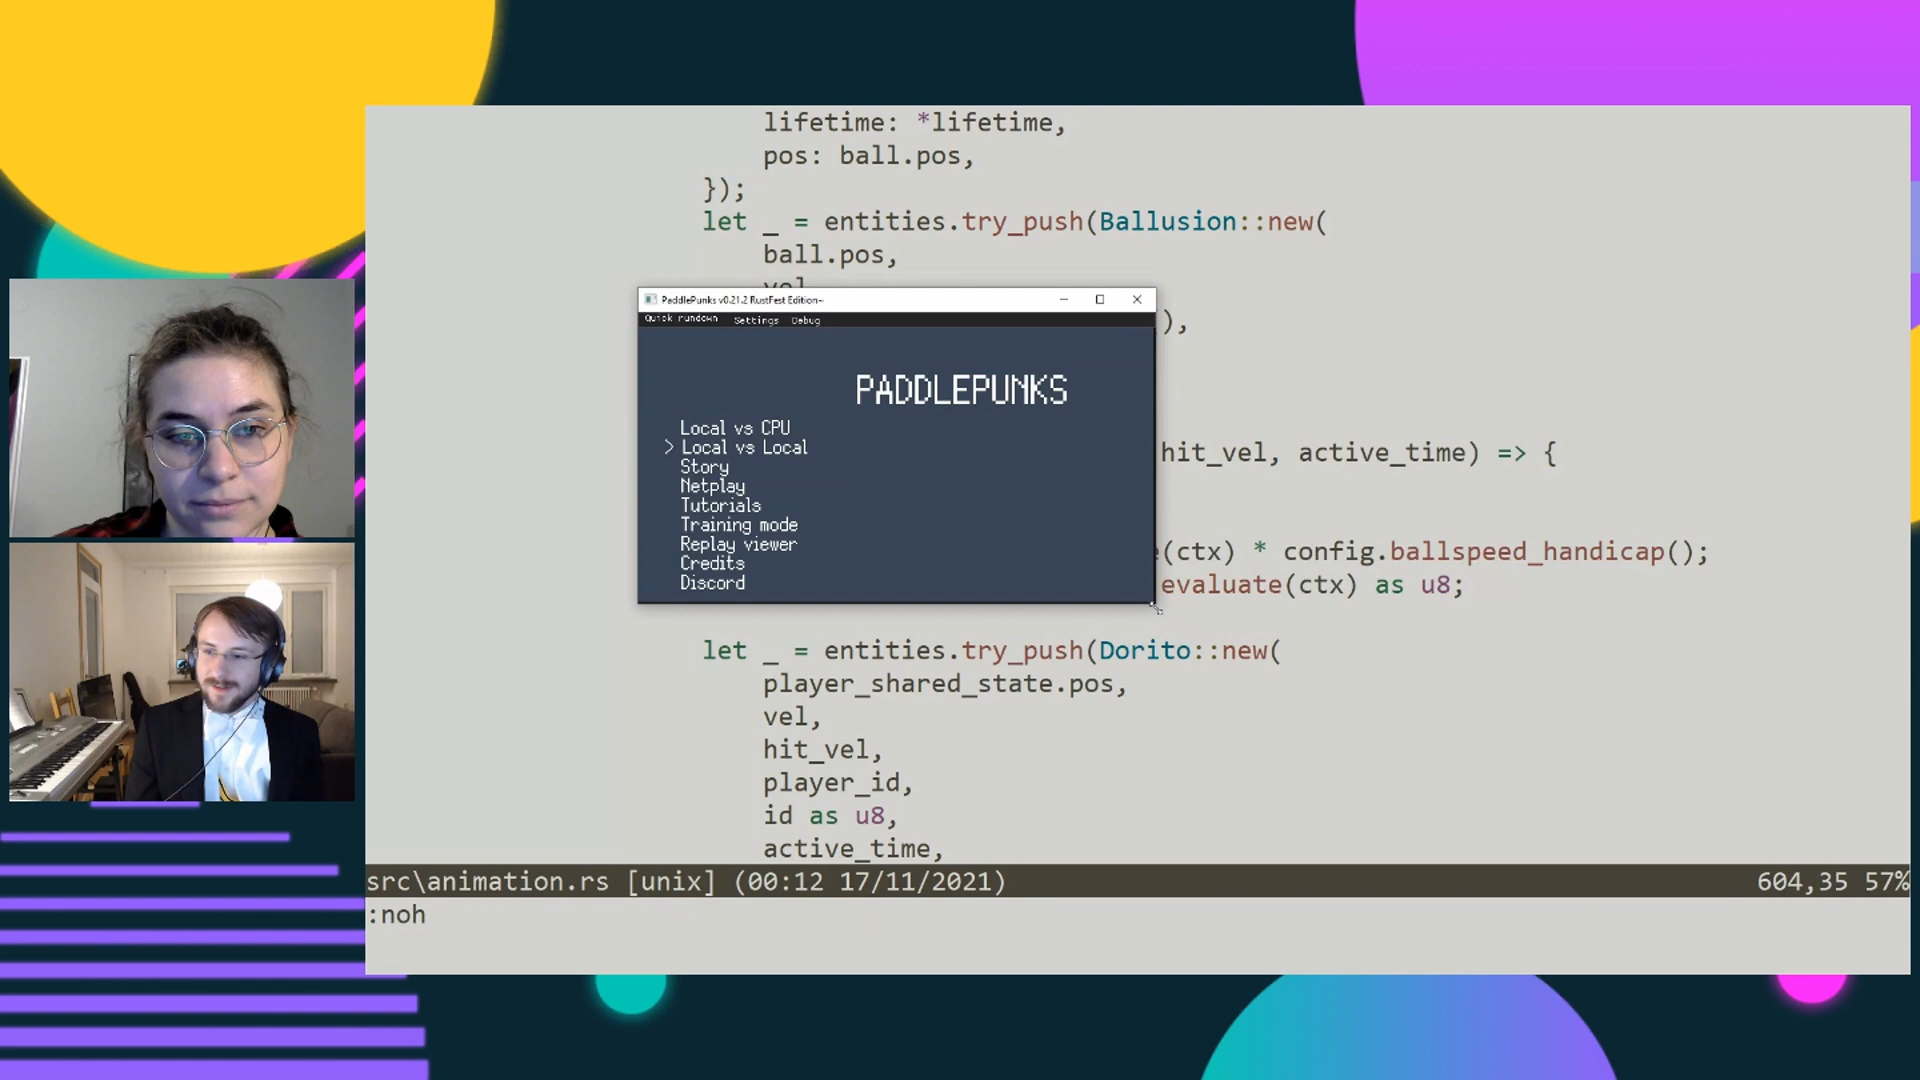 lifetime: *lifetime,
pos: ball.pos,
});
let _ = entities.try_push(Ballusion::new(
ball.pos,
PaddlePunks v0.21.2 RustFest Edition~
Quick rundown Settings Debug
),
PADDLEPUNKS
Local vs CPU
> Local vs Local
Story
Netplay
Tutorials
Training mode
Replay viewer
Credits
Discord
hit_vel, active_time) => {
(ctx) * config.ballspeed_handicap();
evaluate(ctx) as u8;
let _ = entities.try_push(Dorito::new(
player_shared_state.pos,
vel,
hit_vel,
player_id,
id as u8,
active_time,
src\animation.rs [unix] (00:12 17/11/2021) 604,35 57%
:noh